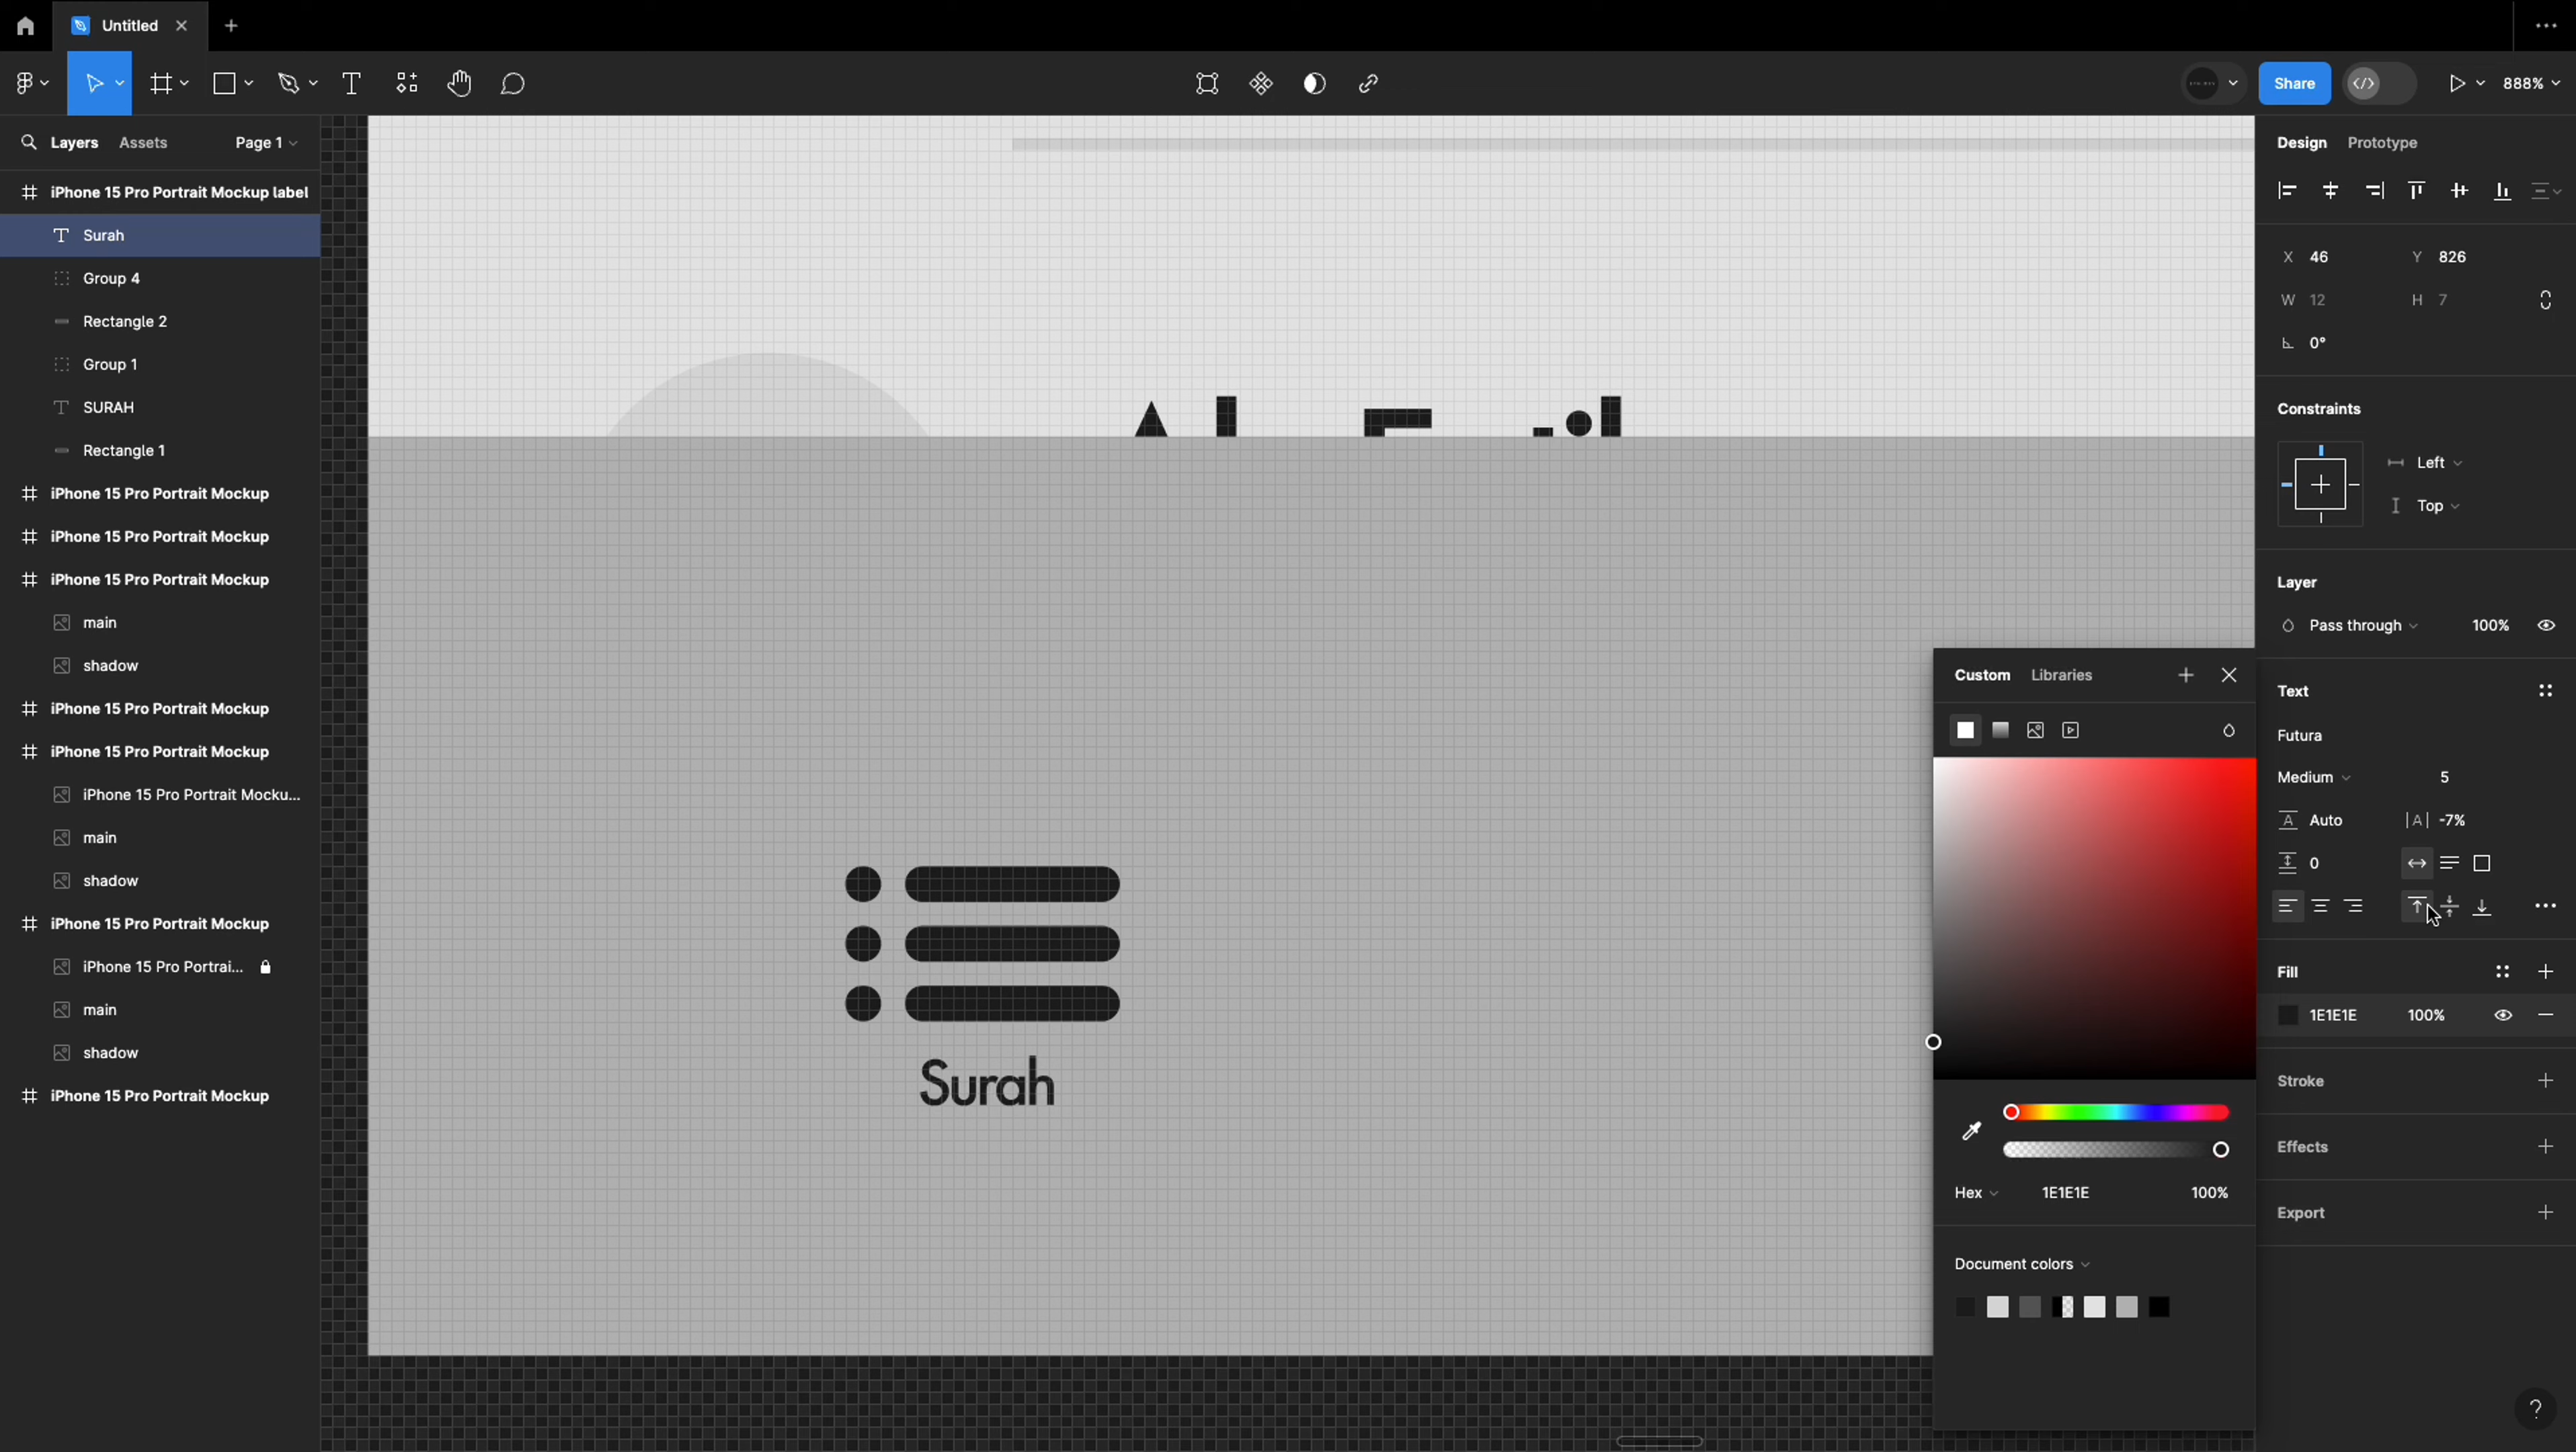 Untitled
Share
888%
Layers
Assets
Page 1
iPhone 15 Pro Portrait Mockup label
Surah
Group 4
Rectangle 2
Group 1
SURAH
Rectangle 1
iPhone 15 Pro Portrait Mockup
iPhone 15 Pro Portrait Mockup
iPhone 15 Pro Portrait Mockup
main
shadow
iPhone 15 Pro Portrait Mockup
iPhone 15 Pro Portrait Mockup
iPhone 15 Pro Portrait Mocku...
main
shadow
iPhone 15 Pro Portrait Mockup
iPhone 15 Pro Portrai...
main
shadow
iPhone 15 Pro Portrait Mockup
Surah
Custom
Libraries
Hex
1E1E1E
100%
Document colors
Design
Prototype
X 46
Y 826
W 12
H 7
0°
Constraints
Left
Top
Layer
Pass through
100%
Text
Futura
Medium
5
Auto
-7%
0
Fill
1E1E1E
100%
Stroke
Effects
Export
?